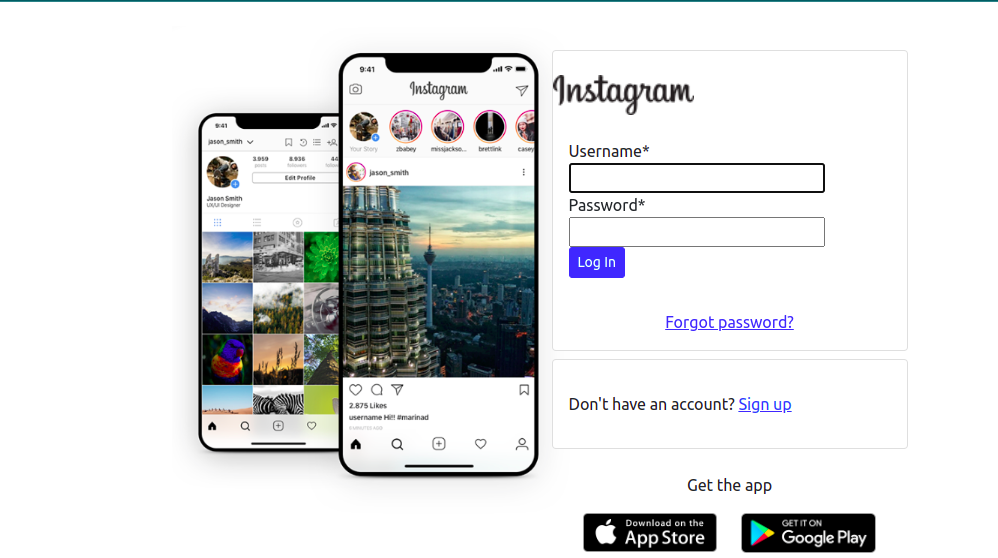 9:41
jason_smith
3.959
8.936
posts
followers
Edit Profile
Jason Smith
UX/UI Designer
9:41
Instagram
Your Story
zbabey
missjackso...
brettlink
casey
jason_smith
2.875 Likes
username Hi!! #marinad
Instagram
Username*
Password*
Log In
Forgot password?
Don't have an account? Sign up
Get the app
Download on the
App Store
GET IT ON
Google Play